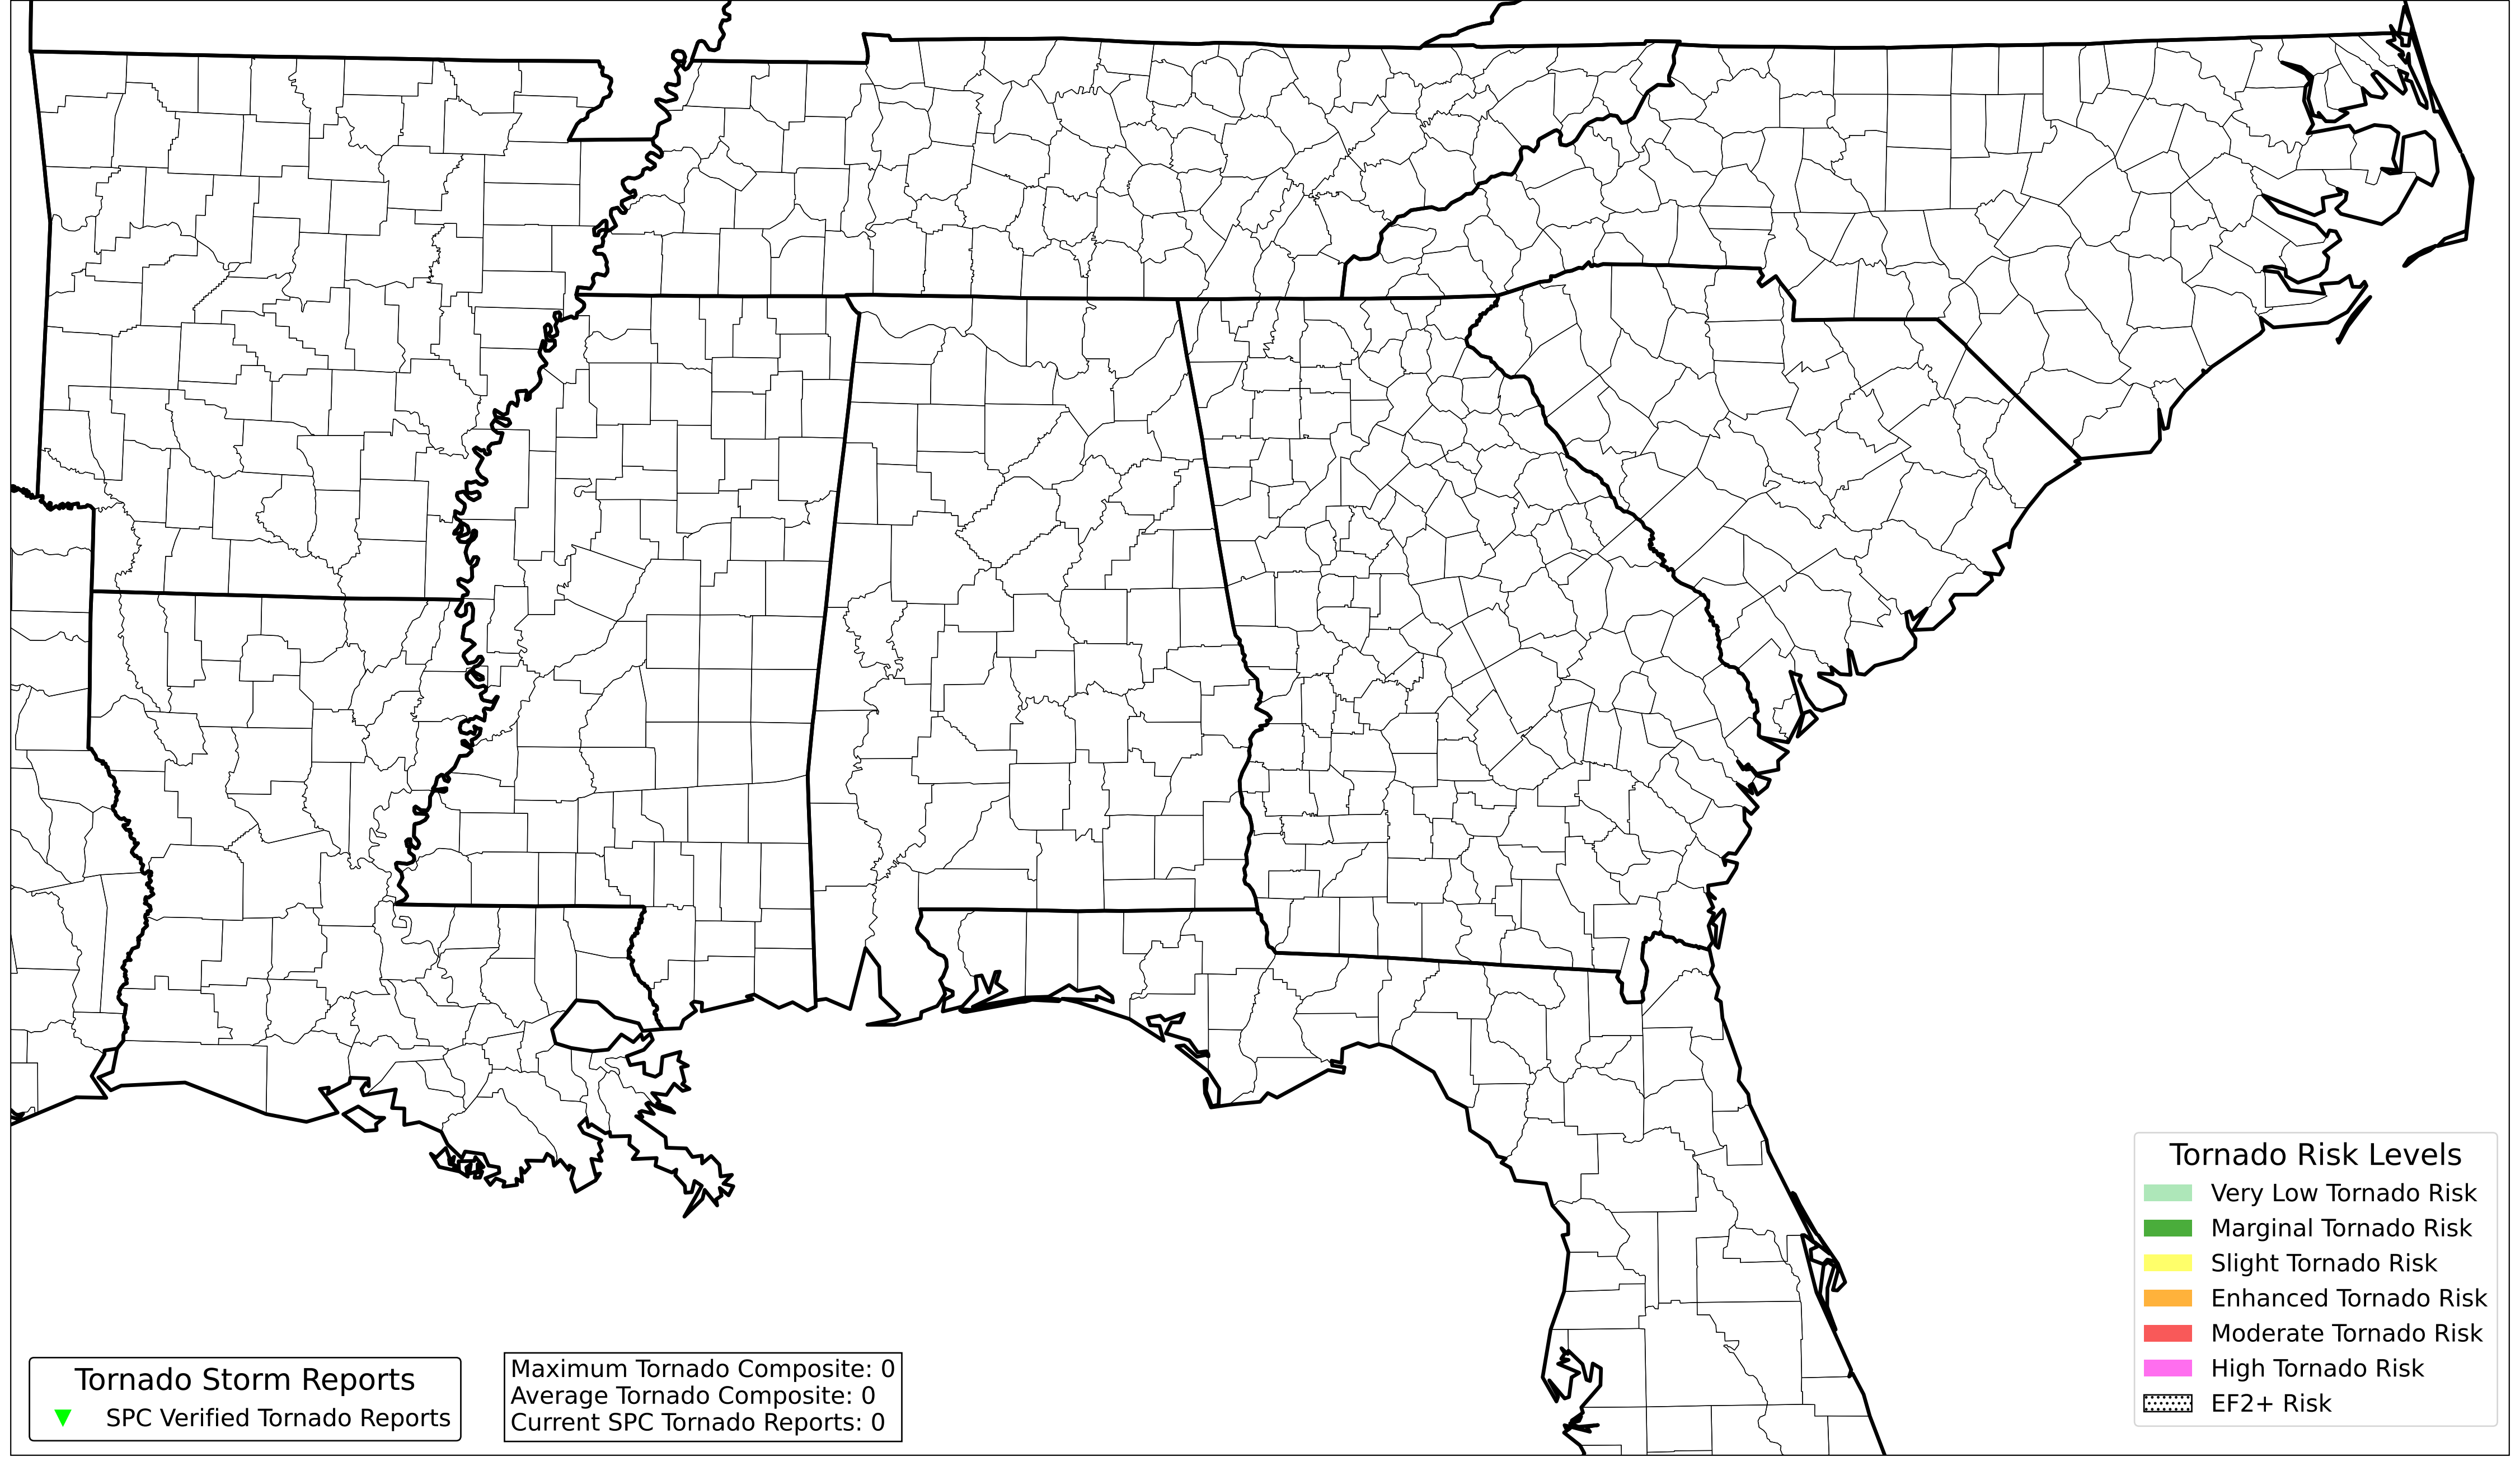 Tornado Storm Reports
SPC Verified Tornado Reports
Maximum Tornado Composite: 0
Average Tornado Composite: 0
Current SPC Tornado Reports: 0
Tornado Risk Levels
Very Low Tornado Risk
Marginal Tornado Risk
Slight Tornado Risk
Enhanced Tornado Risk
Moderate Tornado Risk
High Tornado Risk
EF2+ Risk